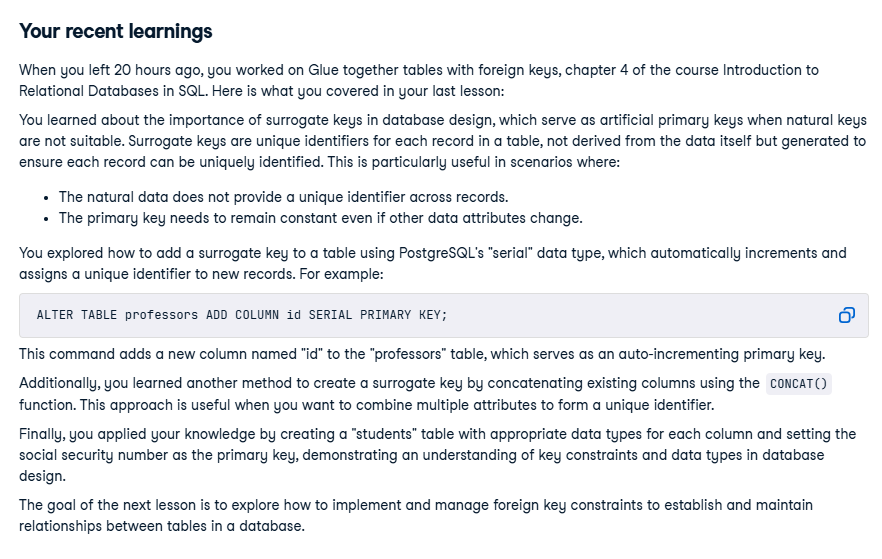 Your recent learnings
When you left 20 hours ago, you worked on Glue together tables with foreign keys, chapter 4 of the course Introduction to
Relational Databases in SQL. Here is what you covered in your last lesson:
You learned about the importance of surrogate keys in database design, which serve as artificial primary keys when natural keys
are not suitable. Surrogate keys are unique identifiers for each record in a table, not derived from the data itself but generated to
ensure each record can be uniquely identified. This is particularly useful in scenarios where:
• The natural data does not provide a unique identifier across records.
• The primary key needs to remain constant even if other data attributes change.
You explored how to add a surrogate key to a table using PostgreSQL's "serial" data type, which automatically increments and
assigns a unique identifier to new records. For example:
ALTER TABLE professors ADD COLUMN id SERIAL PRIMARY KEY;
This command adds a new column named "id" to the "professors" table, which serves as an auto-incrementing primary key.
Additionally, you learned another method to create a surrogate key by concatenating existing columns using the CONCAT()
function. This approach is useful when you want to combine multiple attributes to form a unique identifier.
Finally, you applied your knowledge by creating a "students" table with appropriate data types for each column and setting the
social security number as the primary key, demonstrating an understanding of key constraints and data types in database
design.
The goal of the next lesson is to explore how to implement and manage foreign key constraints to establish and maintain
relationships between tables in a database.